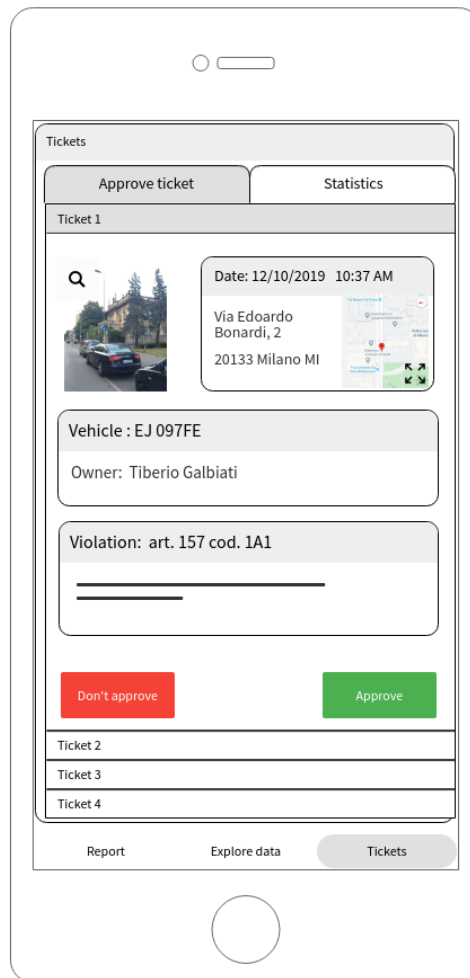 Tickets
Approve ticket
Statistics
Ticket 1
Date: 12/10/2019 10:37 AM
Via Edoardo
Bonardi, 2
20133 Milano MI
Vehicle : EJ 097FE
Owner: Tiberio Galbiati
Violation: art. 157 cod. 1A1
Don't approve
Approve
Ticket 2
Ticket 3
Ticket 4
Report
Explore data
Tickets